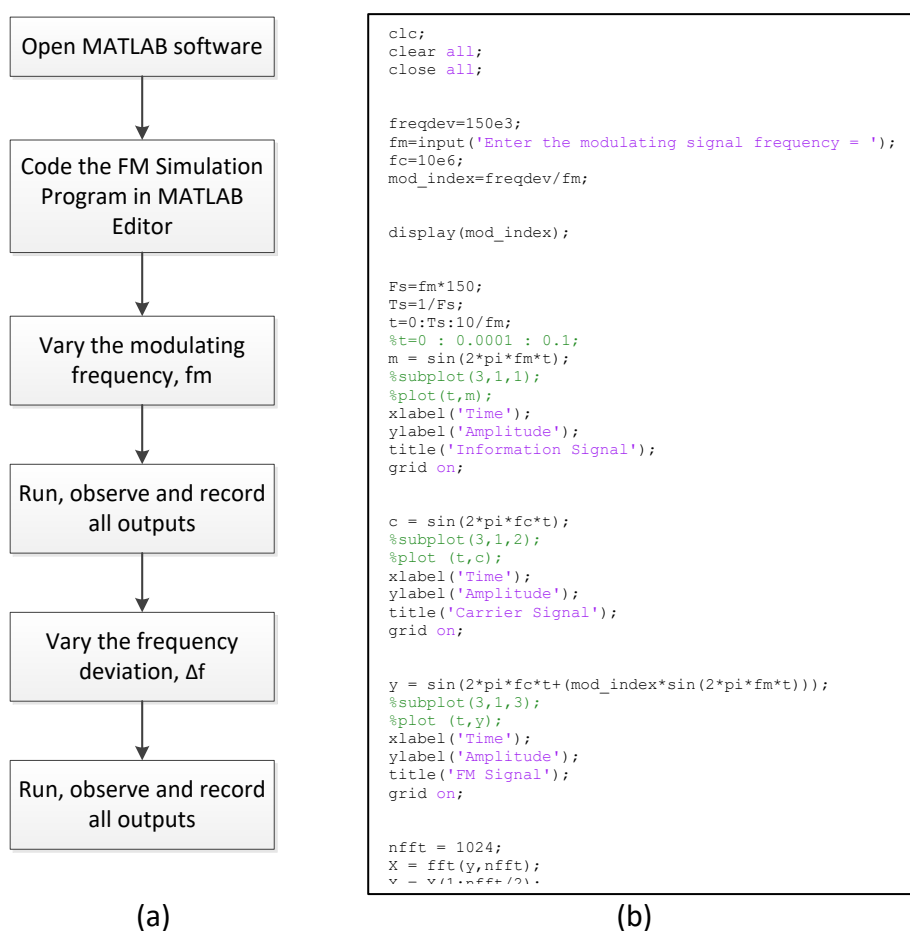 Open MATLAB software
Code the FM Simulation
Program in MATLAB
Editor
Vary the modulating
frequency, fm
Run, observe and record
all outputs
Vary the frequency
deviation, Δf
Run, observe and record
all outputs
(a)
clc;
clear all;
close all;
freqdev=150e3;
fm=input('Enter the modulating signal frequency = ');
fc=10e6;
mod_index=freqdev/fm;
display(mod_index);
Fs=fm*150;
Ts=1/Fs;
t=0:Ts:10/fm;
%t=0 : 0.0001 : 0.1;
m = sin(2*pi*fm*t);
%subplot(3,1,1);
%plot(t,m);
xlabel('Time');
ylabel('Amplitude');
title('Information Signal');
grid on;
c = sin(2*pi*fc*t);
%subplot(3,1,2);
%plot (t,c);
xlabel('Time');
ylabel('Amplitude');
title('Carrier Signal');
grid on;
y = sin(2*pi*fc*t+(mod_index*sin(2*pi*fm*t)));
%subplot(3,1,3);
%plot (t,y);
xlabel('Time');
ylabel('Amplitude');
title('FM Signal');
grid on;
nfft = 1024;
X = fft(y,nfft);
X = X(1:nfft/2);
(b)